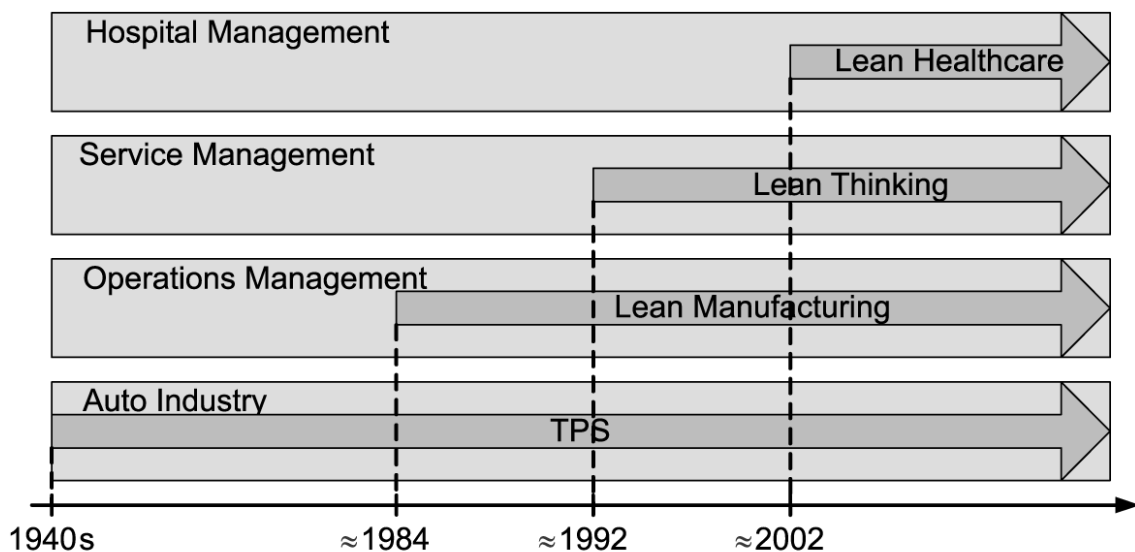 Hospital Management
Lean Healthcare
Service Management
Lean Thinking
Operations Management
Lean Manufacturing
Auto Industry
TPS
1940s ≈1984 ≈1992 ≈2002